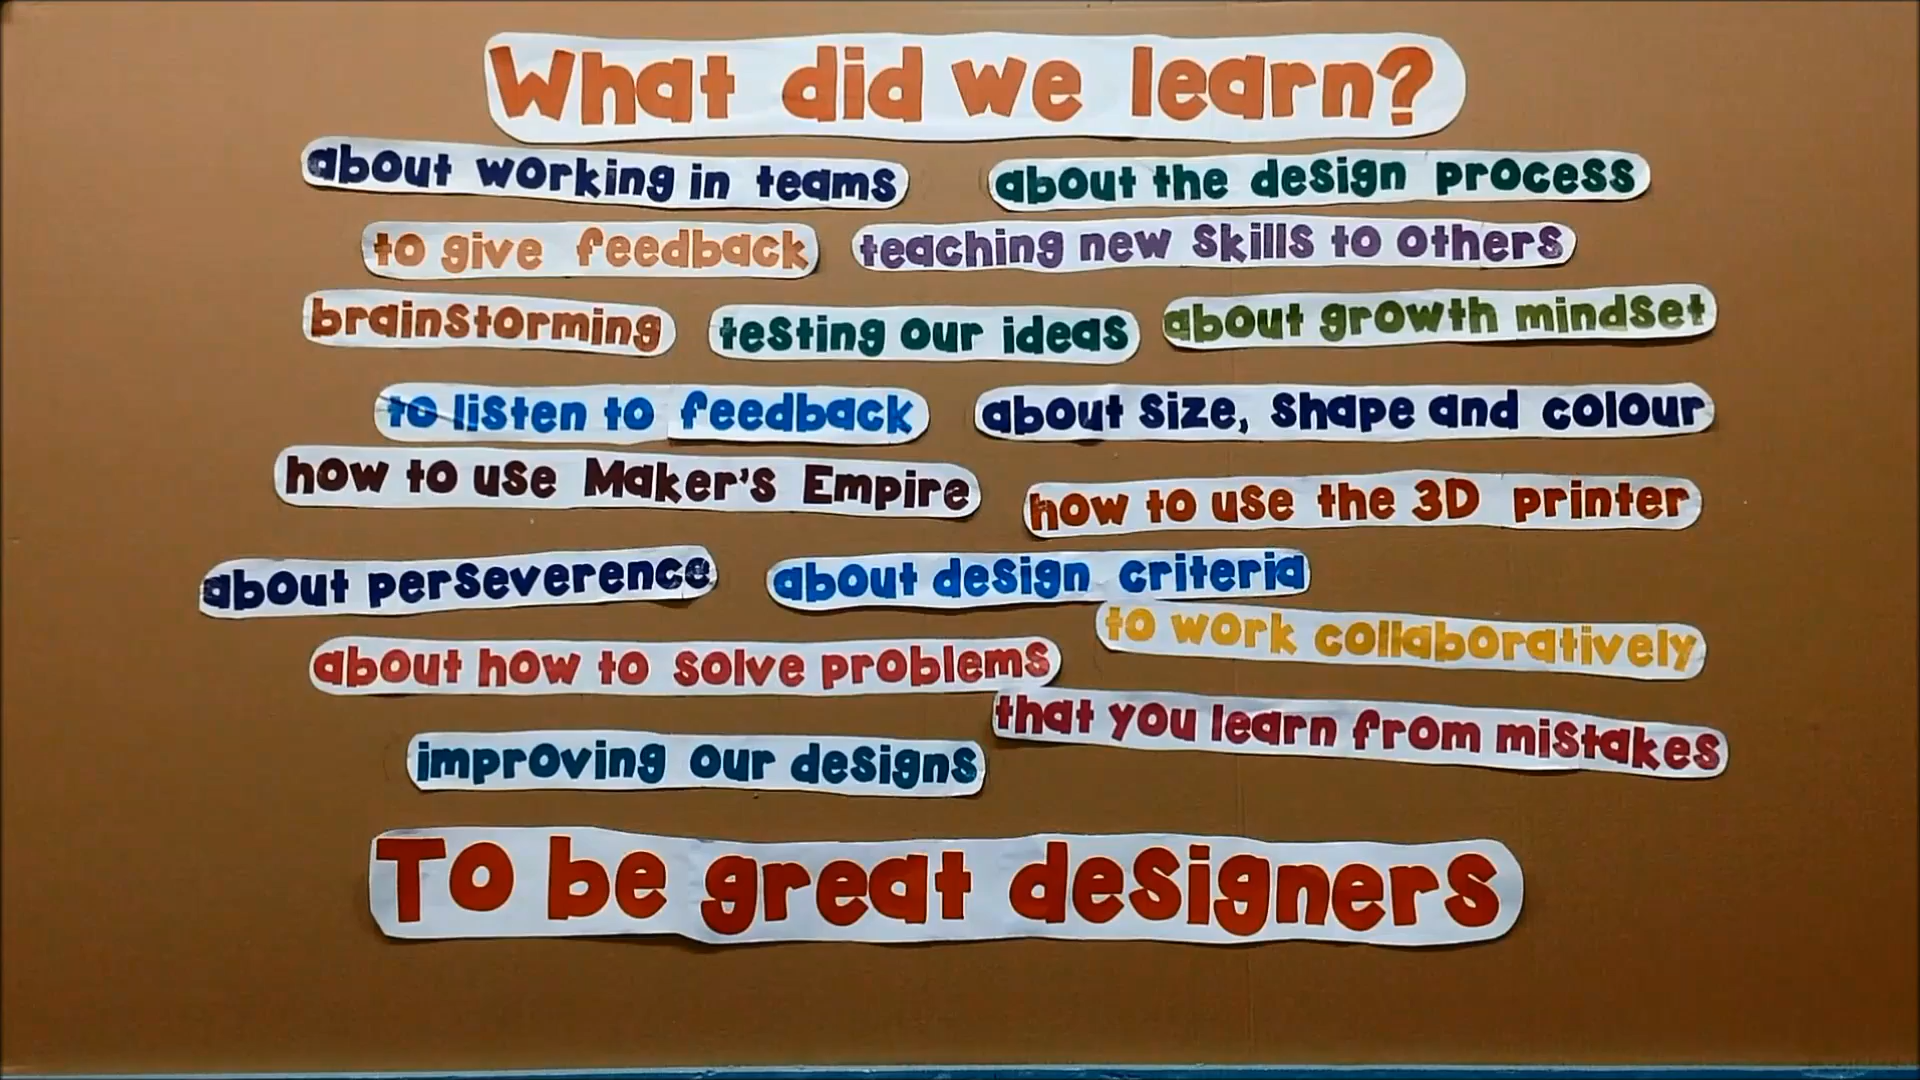 What did we learn?
about working in teams
about the design process
to give feedback
teaching new skills to others
brainstorming
testing our ideas
about growth mindset
to listen to feedback
about size, shape and colour
how to use Maker's Empire
how to use the 3D printer
about perseverence
about design criteria
to work collaboratively
about how to solve problems
that you learn from mistakes
improving our designs
To be great designers